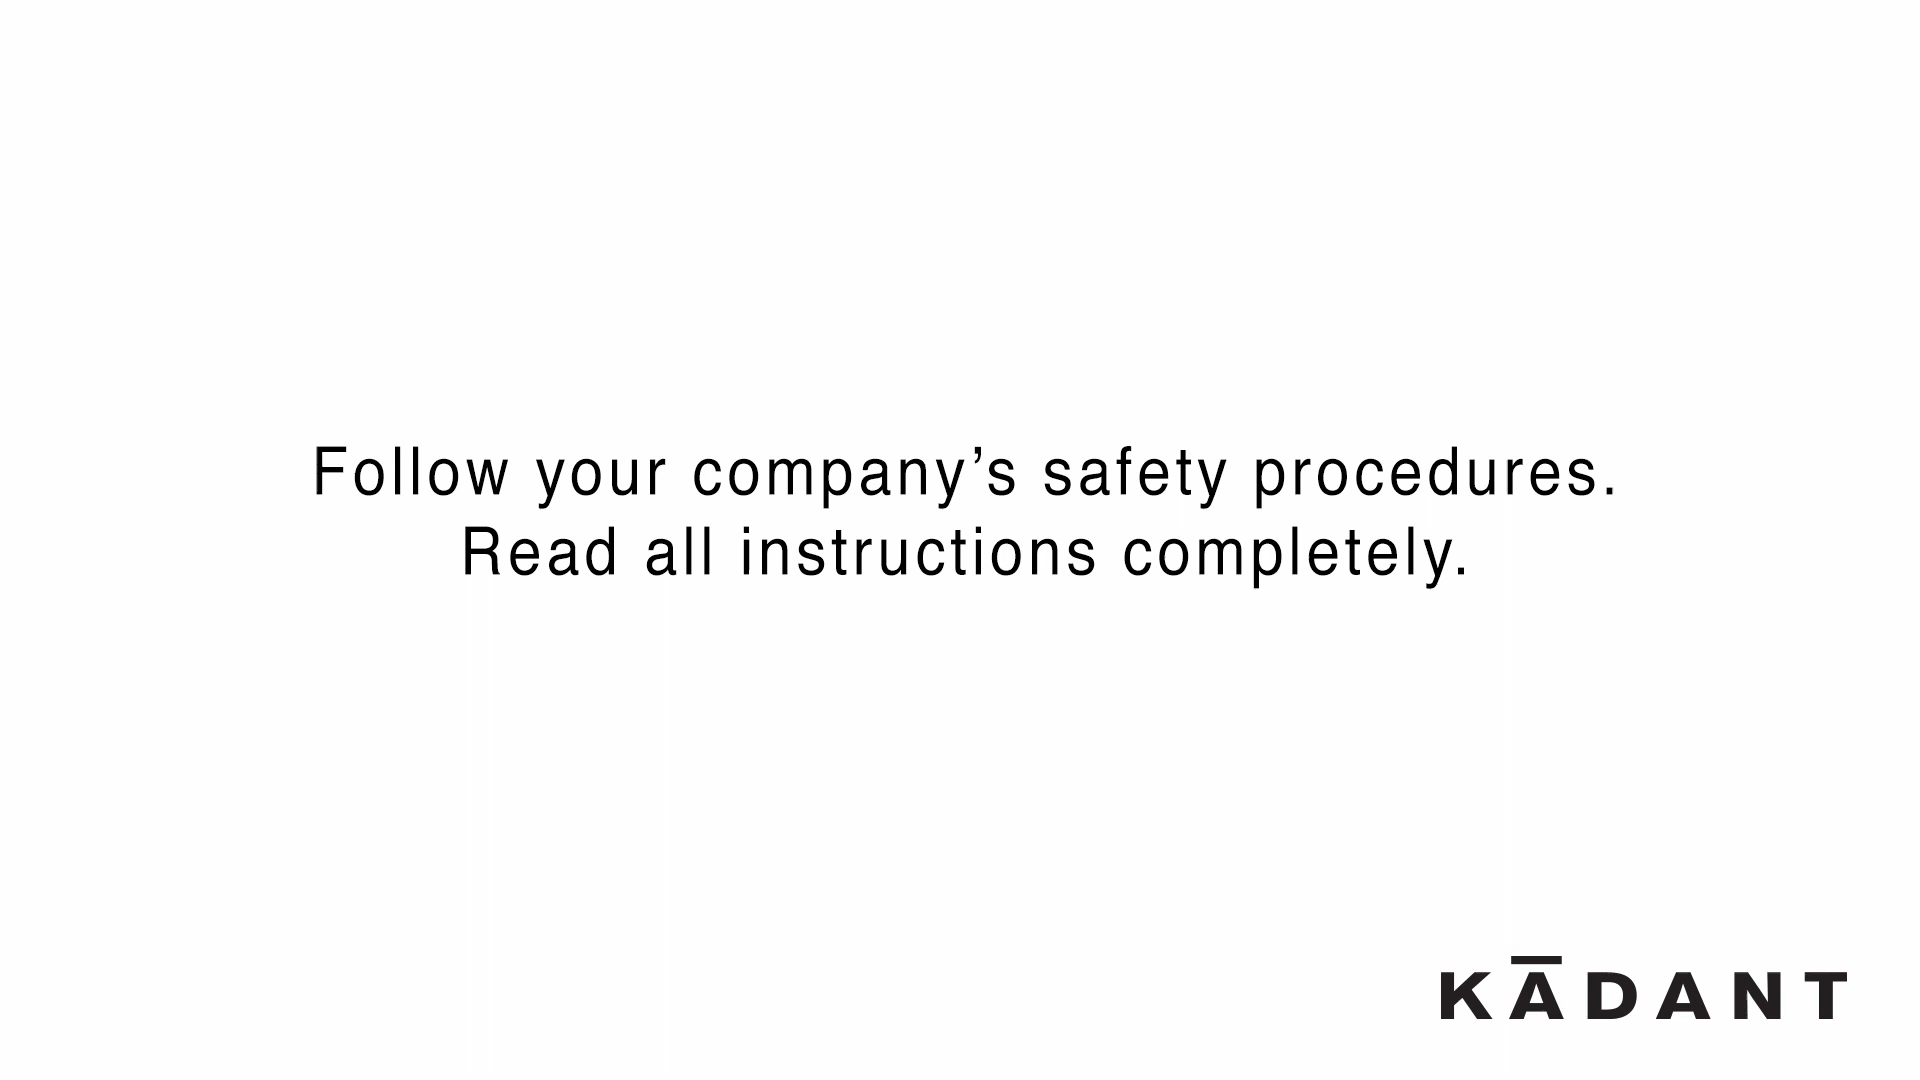 Follow your company’s safety procedures.
Read all instructions completely.
KĀDANT